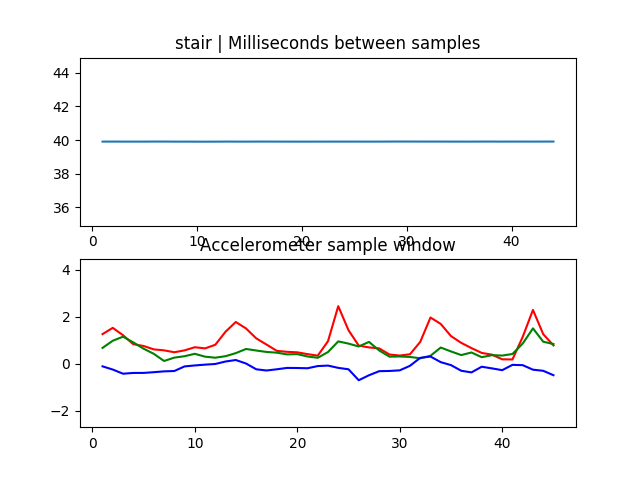 stair | Milliseconds between samples
44
42
40
38
36
0 10 20 30 40
Accelerometer sample window
4
2
0
−2
0 10 20 30 40